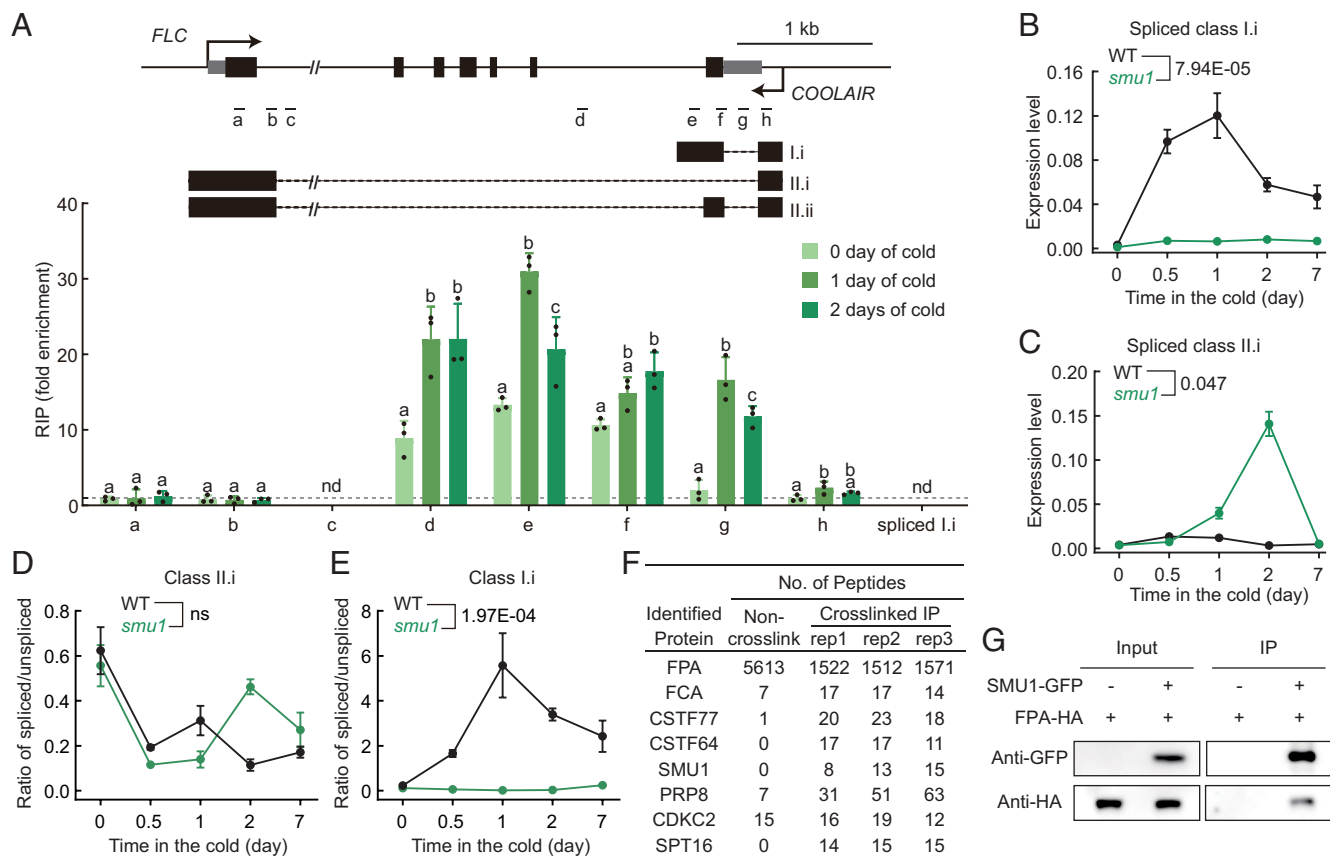 A
FLC
1 kb
COOLAIR
a b c d e f g h
I.i
II.i
II.ii
RIP (fold enrichment)
40
30
20
10
0
0 day of cold
1 day of cold
2 days of cold
a a a
a a a
nd
a b b
a b c
a b a b
a b c
a b b a
nd
a b c d e f g h spliced I.i
B
Spliced class I.i
WT
smu1
7.94E-05
Expression level
0.16
0.12
0.08
0.04
0.00
0 0.5 1 2 7
Time in the cold (day)
C
Spliced class II.i
WT
smu1
0.047
Expression level
0.20
0.15
0.10
0.05
0.00
0 0.5 1 2 7
Time in the cold (day)
D
Class II.i
WT
smu1
ns
Ratio of spliced/unspliced
0.8
0.6
0.4
0.2
0.0
0 0.5 1 2 7
Time in the cold (day)
E
Class I.i
WT
smu1
1.97E-04
Ratio of spliced/unspliced
8
6
4
2
0
0 0.5 1 2 7
Time in the cold (day)
F
No. of Peptides
Identified Protein Non-crosslink Crosslinked IP
rep1 rep2 rep3
FPA 5613 1522 1512 1571
FCA 7 17 17 14
CSTF77 1 20 23 18
CSTF64 0 17 17 11
SMU1 0 8 13 15
PRP8 7 31 51 63
CDKC2 15 16 19 12
SPT16 0 14 15 15
G
Input IP
SMU1-GFP - + - +
FPA-HA + + + +
Anti-GFP
Anti-HA